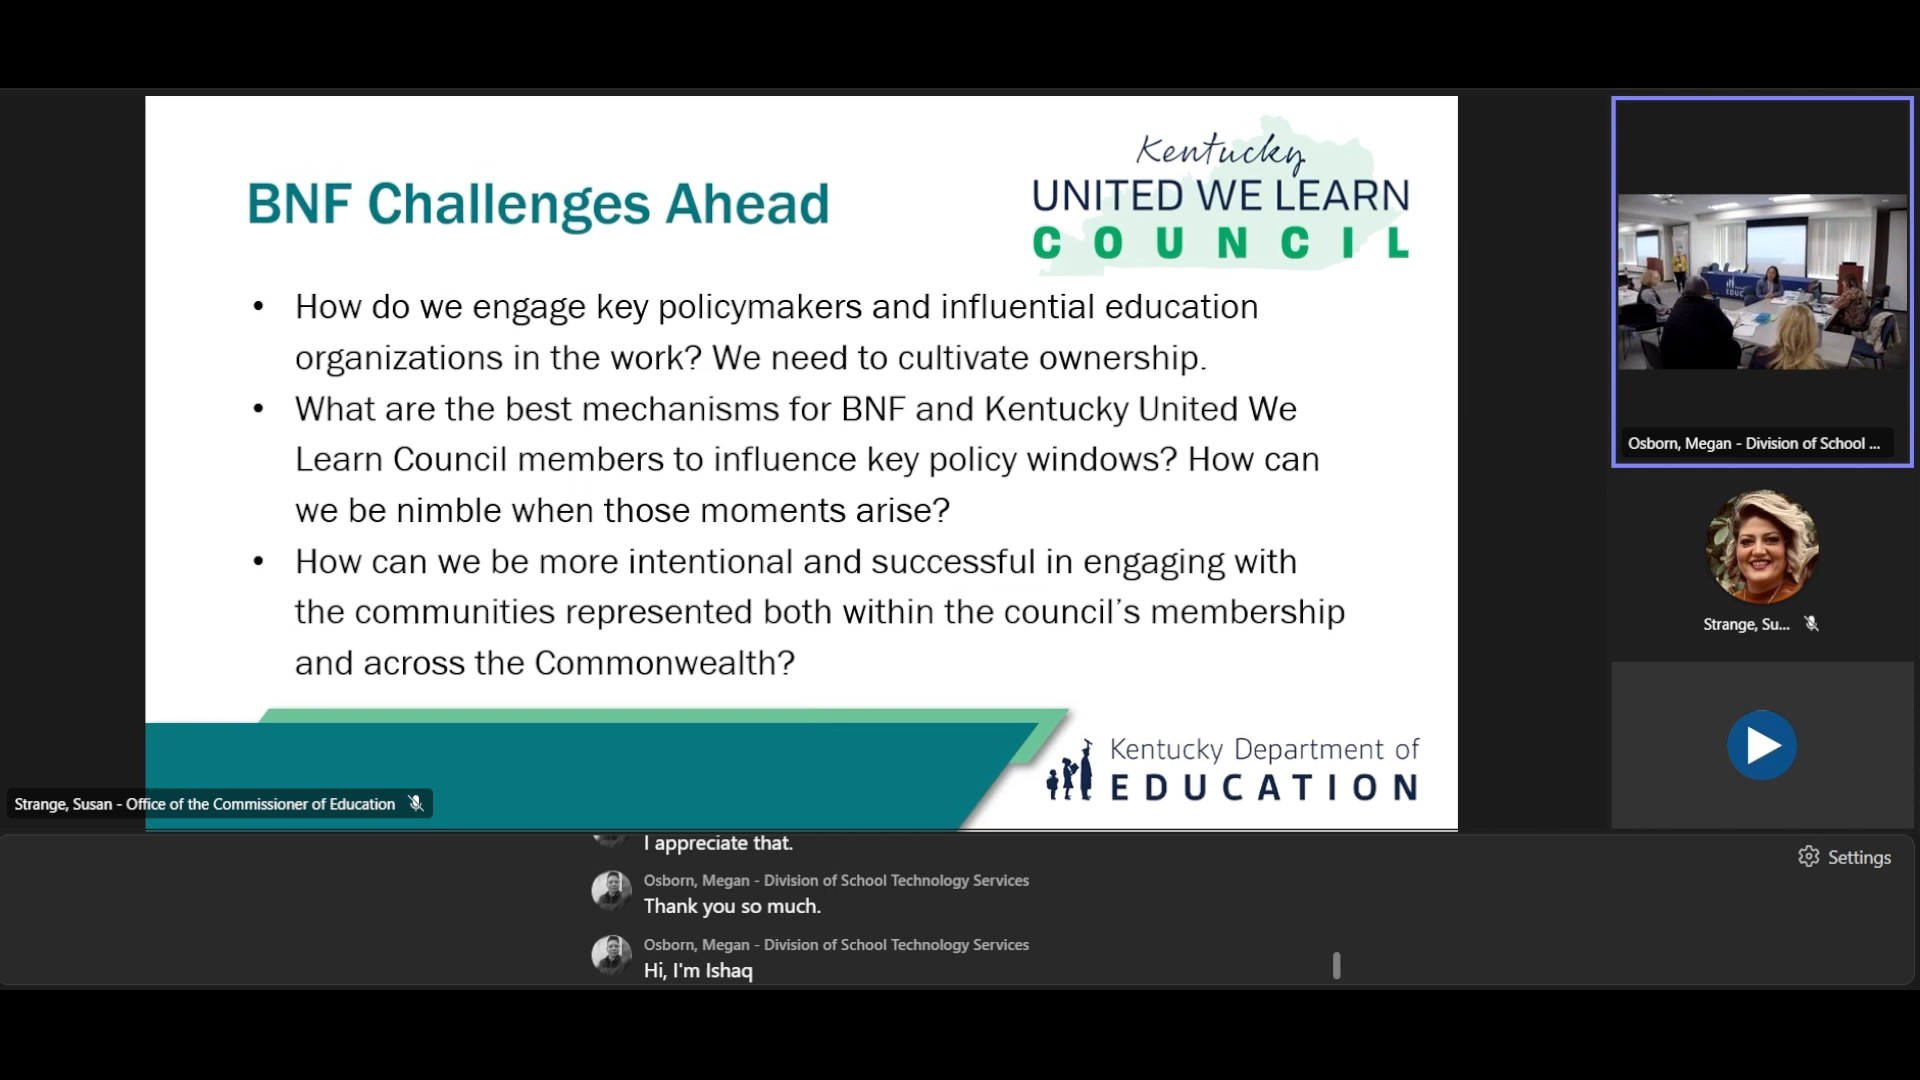 BNF Challenges Ahead
Kentucky
UNITED WE LEARN
COUNCIL
• How do we engage key policymakers and influential education
organizations in the work? We need to cultivate ownership.
• What are the best mechanisms for BNF and Kentucky United We
Learn Council members to influence key policy windows? How can
we be nimble when those moments arise?
• How can we be more intentional and successful in engaging with
the communities represented both within the council's membership
and across the Commonwealth?
Kentucky Department of
EDUCATION
Strange, Susan - Office of the Commissioner of Education
Osborn, Megan - Division of School ...
Strange, Su...
Settings
I appreciate that.
Osborn, Megan - Division of School Technology Services
Thank you so much.
Osborn, Megan - Division of School Technology Services
Hi, I'm Ishaq